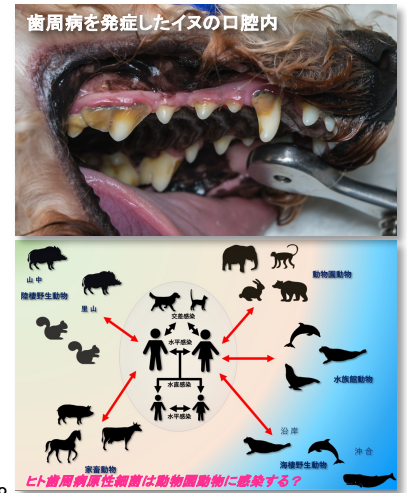 歯周病を発症したイヌの口腔内
山中
陸棲野生動物
里山
動物園動物
交差感染
水平感染
水直感染
水平感染
水族館動物
沿岸
沖合
海棲野生動物
家畜動物
ヒト歯周病原性細菌は動物園動物に感染する？